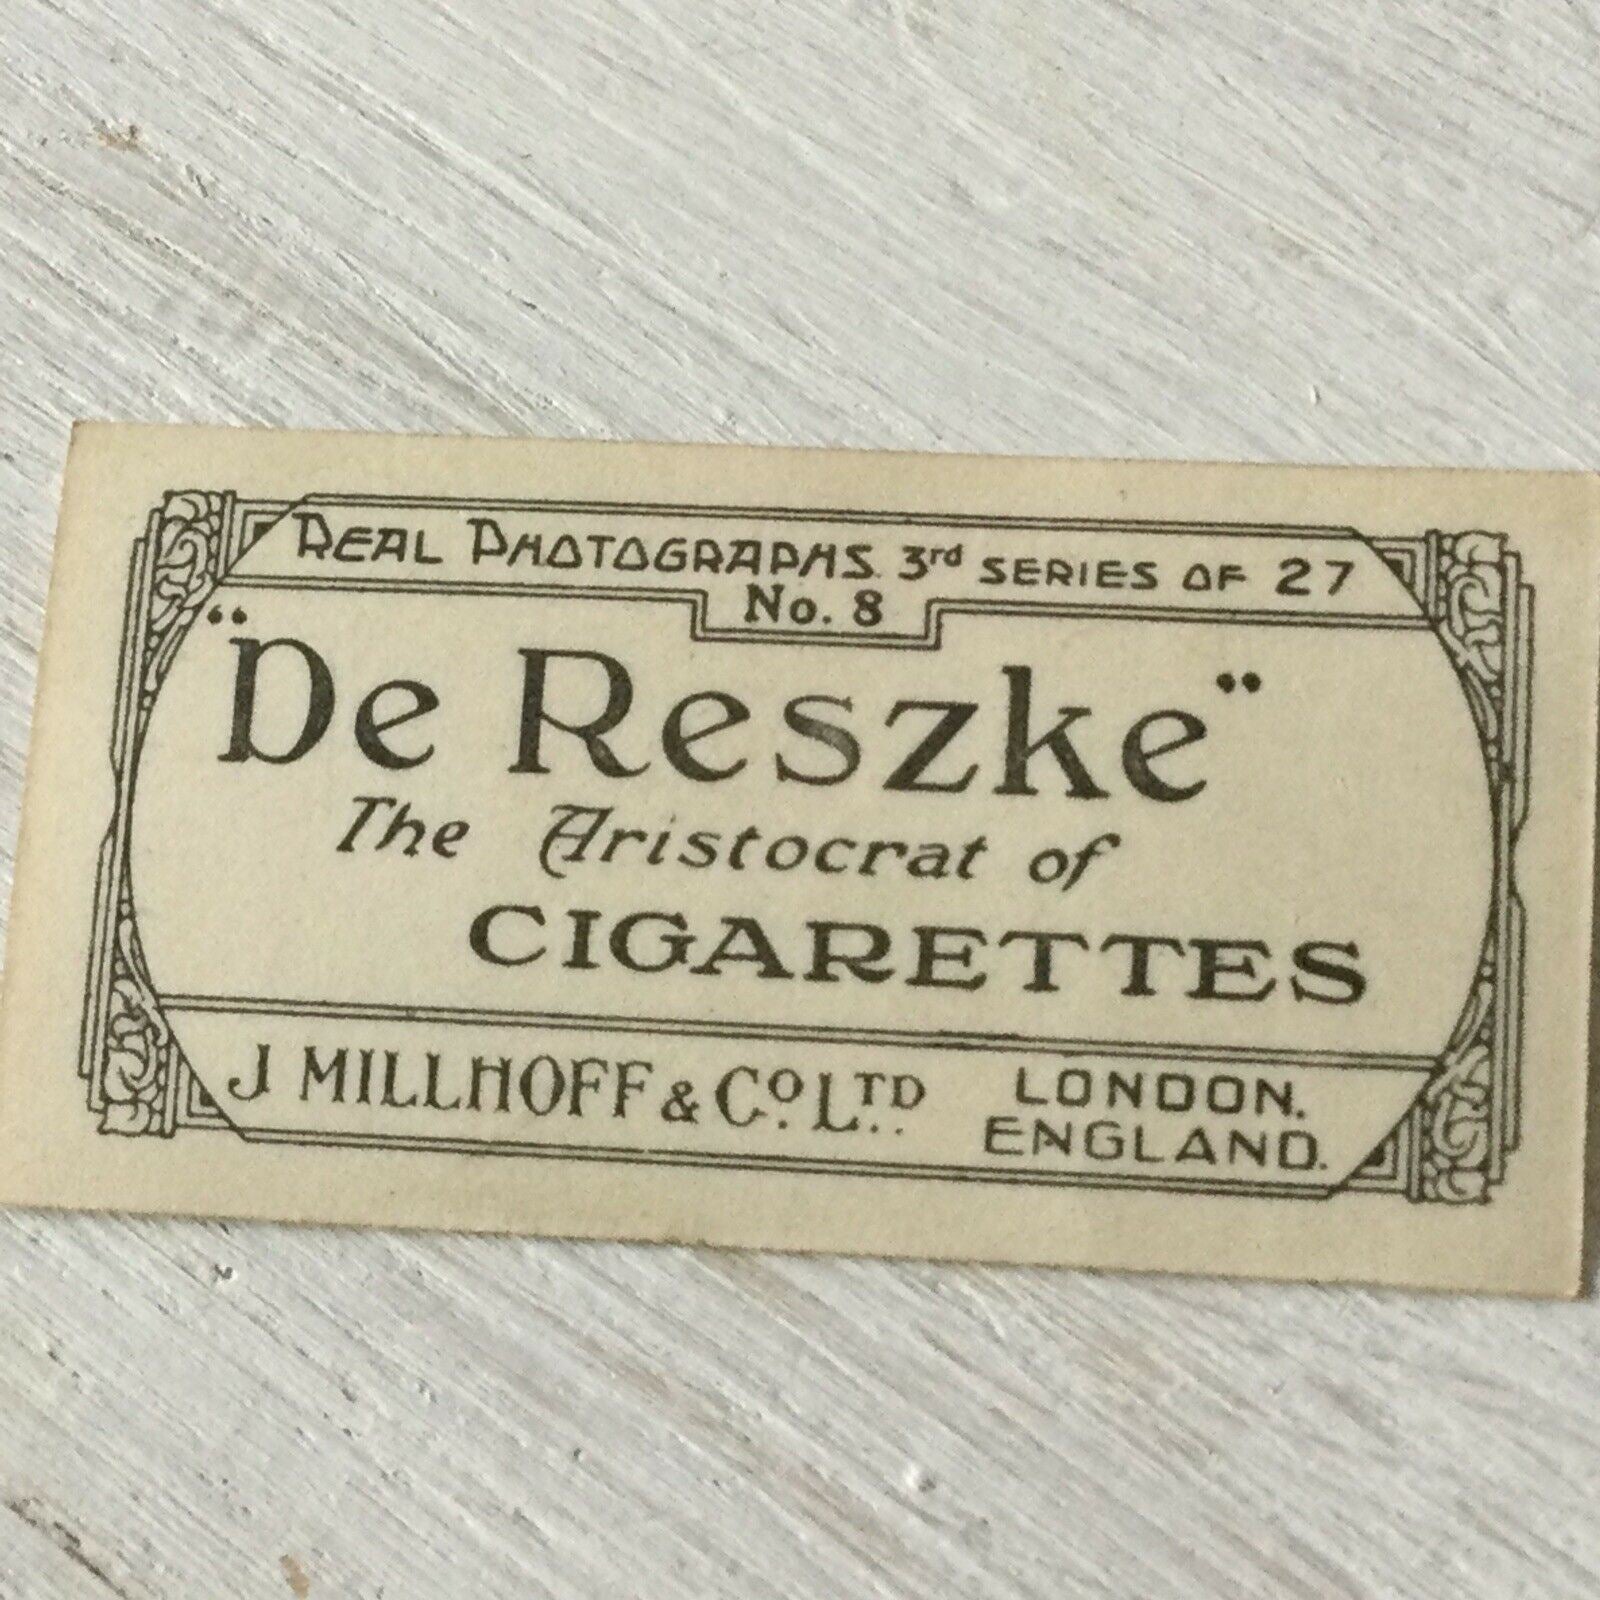 REAL PHOTOGRAPHS. 3rd SERIES OF 27
No. 8
"De Reszke"
The Aristocrat of
CIGARETTES
J MILLHOFF & Co. LTD.. LONDON.
ENGLAND.